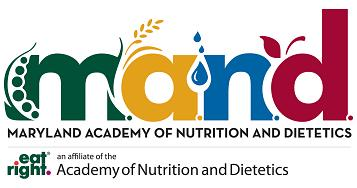 m.a.n.d.
MARYLAND ACADEMY OF NUTRITION AND DIETETICS
eat
right.® an affiliate of the
Academy of Nutrition and Dietetics